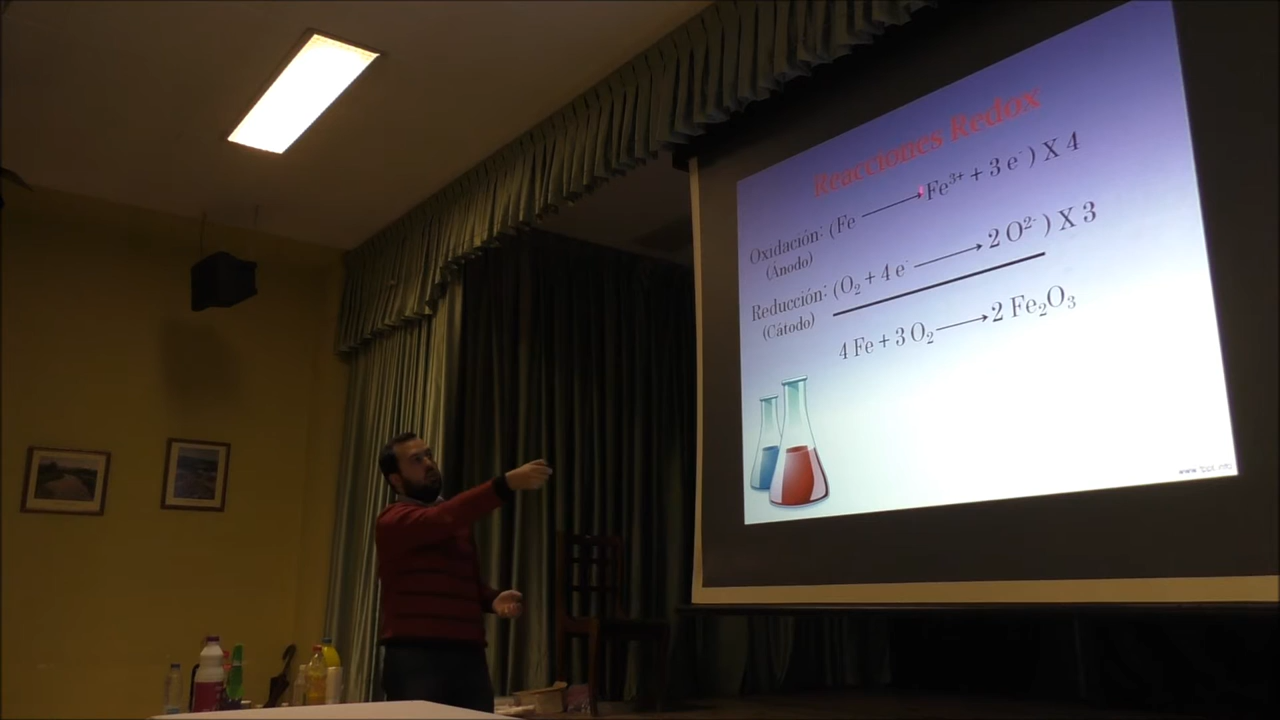 Reacciones Redox
Oxidación: (Fe ⟶ Fe³⁺ + 3 e⁻ ) X 4
(Ánodo)
Reducción: (O₂ + 4 e⁻ ⟶ 2 O²⁻ ) X 3
(Cátodo)
4 Fe + 3 O₂ ⟶ 2 Fe₂O₃